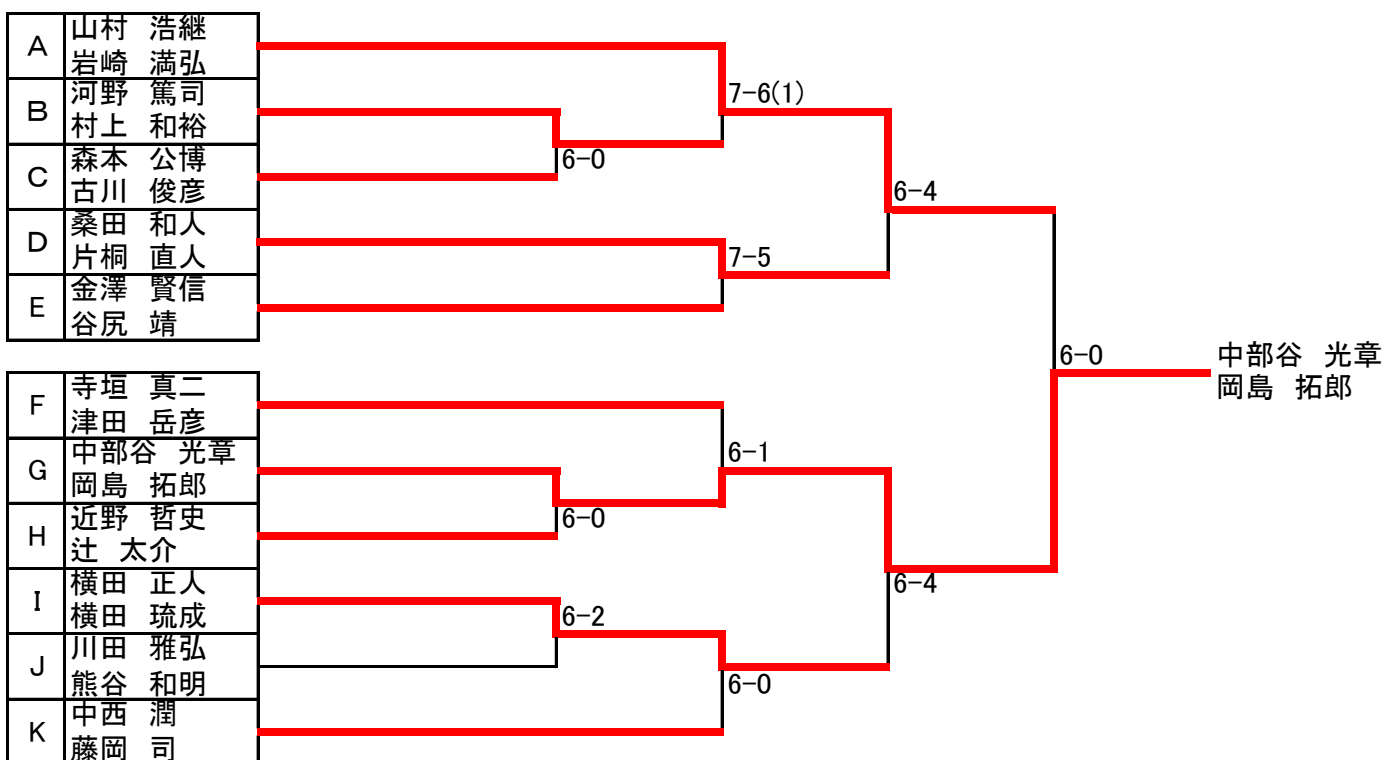 A
山村 浩継
岩崎 満弘
B
河野 篤司
村上 和裕
C
森本 公博
古川 俊彦
D
桑田 和人
片桐 直人
E
金澤 賢信
谷尻 靖
F
寺垣 真二
津田 岳彦
G
中部谷 光章
岡島 拓郎
H
近野 哲史
辻 太介
I
横田 正人
横田 琉成
J
川田 雅弘
熊谷 和明
K
中西 潤
藤岡 司
6-0
6-0
6-2
7-6(1)
7-5
6-1
6-0
6-4
6-4
6-0
中部谷 光章
岡島 拓郎